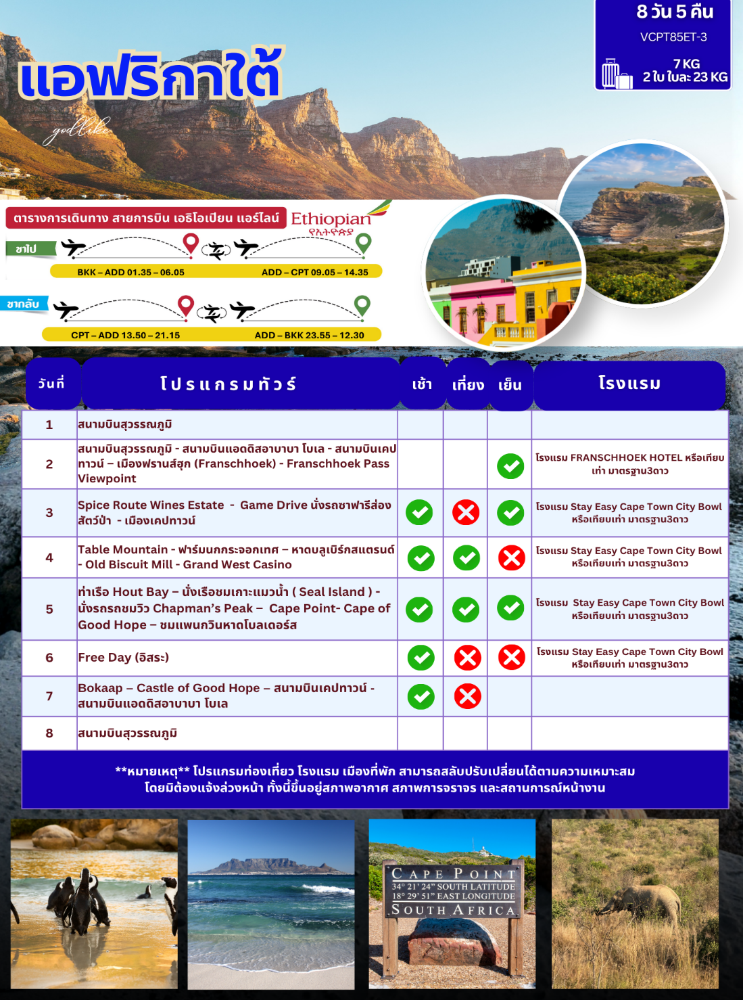 8 วัน 5 คืน
VCPT85ET-3
7 KG
2 ใบ ใบละ 23 KG
แอฟริกาใต้
godlike
ตารางการเดินทาง สายการบิน เอธิโอเปียน แอร์ไลน์
Ethiopian
የኢትዮጵያ
ขาไป
BKK – ADD 01.35 – 06.05
ADD – CPT 09.05 – 14.35
ขากลับ
CPT – ADD 13.50 – 21.15
ADD – BKK 23.55 – 12.30
วันที่ โปรแกรมทัวร์ เช้า เที่ยง เย็น โรงแรม
1 สนามบินสุวรรณภูมิ
สนามบินสุวรรณภูมิ - สนามบินแอดดิสอาบาบา โบเล - สนามบินเคป
2 ทาวน์ – เมืองฟรานส์ฮุก (Franschhoek) - Franschhoek Pass
Viewpoint
โรงแรม FRANSCHHOEK HOTEL หรือเทียบ
เท่า มาตรฐาน3ดาว
3 Spice Route Wines Estate - Game Drive นั่งรถซาฟารีส่อง
สัตว์ป่า - เมืองเคปทาวน์
โรงแรม Stay Easy Cape Town City Bowl
หรือเทียบเท่า มาตรฐาน3ดาว
4 Table Mountain - ฟาร์มนกกระจอกเทศ – หาดบลูเบิร์กสแตรนด์
- Old Biscuit Mill - Grand West Casino
โรงแรม Stay Easy Cape Town City Bowl
หรือเทียบเท่า มาตรฐาน3ดาว
ท่าเรือ Hout Bay – นั่งเรือชมเกาะแมวน้ำ ( Seal Island ) -
5 นั่งรถรถชมวิว Chapman's Peak – Cape Point- Cape of
Good Hope – ชมแพนกวินหาดโบลเดอร์ส
โรงแรม Stay Easy Cape Town City Bowl
หรือเทียบเท่า มาตรฐาน3ดาว
6 Free Day (อิสระ)
โรงแรม Stay Easy Cape Town City Bowl
หรือเทียบเท่า มาตรฐาน3ดาว
7 Bokaap – Castle of Good Hope – สนามบินเคปทาวน์ -
สนามบินแอดดิสอาบาบา โบเล
8 สนามบินสุวรรณภูมิ
**หมายเหตุ** โปรแกรมท่องเที่ยว โรงแรม เมืองที่พัก สามารถสลับปรับเปลี่ยนได้ตามความเหมาะสม
โดยมิต้องแจ้งล่วงหน้า ทั้งนี้ขึ้นอยู่สภาพอากาศ สภาพการจราจร และสถานการณ์หน้างาน
CAPE POINT
34° 21' 24" SOUTH LATITUDE
18° 29' 51" EAST LONGITUDE
SOUTH AFRICA